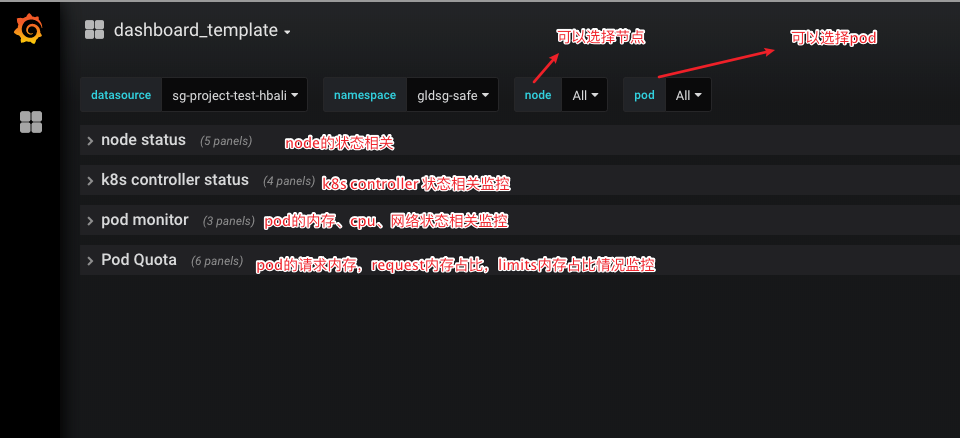 dashboard_template
可以选择节点
可以选择pod
datasource sg-project-test-hbali namespace gldsg-safe node All pod All
node status (5 panels) node的状态相关
k8s controller status (4 panels) k8s controller 状态相关监控
pod monitor (3 panels) pod的内存、cpu、网络状态相关监控
Pod Quota (6 panels) pod的请求内存，request内存占比，limits内存占比情况监控